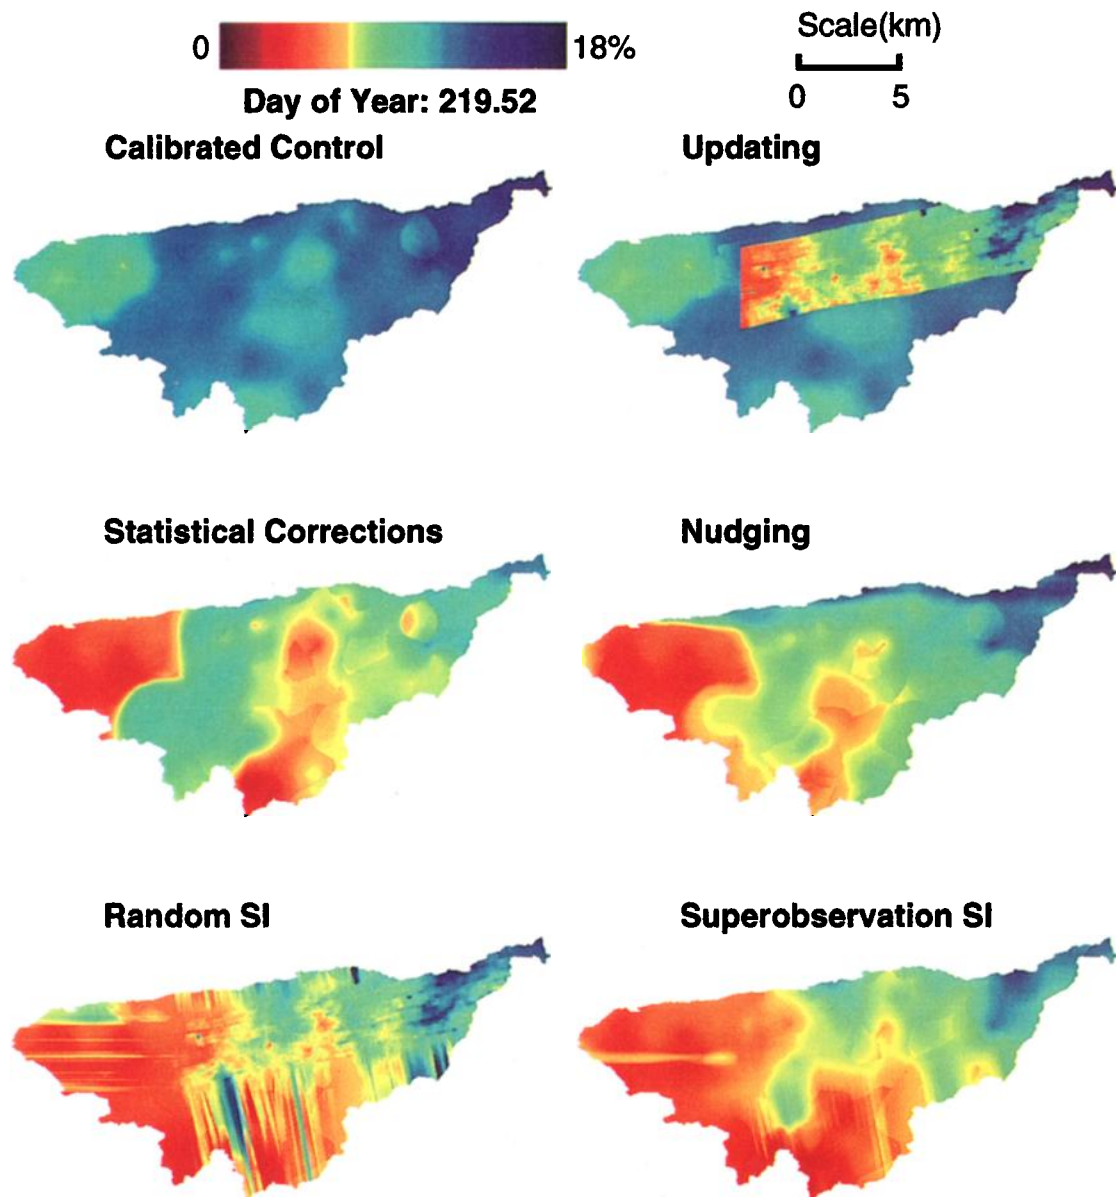 0 18% Scale(km)
Day of Year: 219.52 0 5
Calibrated Control Updating
Statistical Corrections Nudging
Random SI Superobservation SI